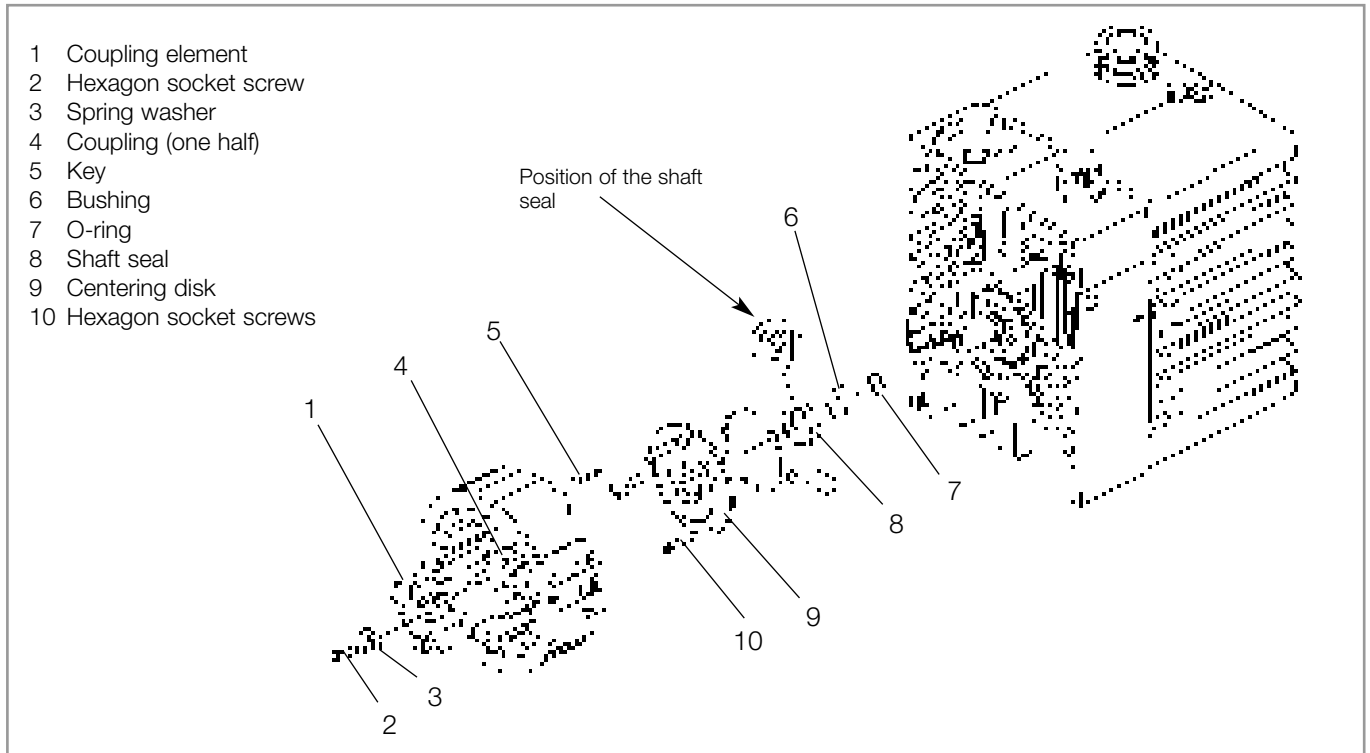 1 Coupling element
2 Hexagon socket screw
3 Spring washer
4 Coupling (one half)
5 Key
6 Bushing
7 O-ring
8 Shaft seal
9 Centering disk
10 Hexagon socket screws
Position of the shaft
seal
6
5
4
1
7
8
9
10
3
2